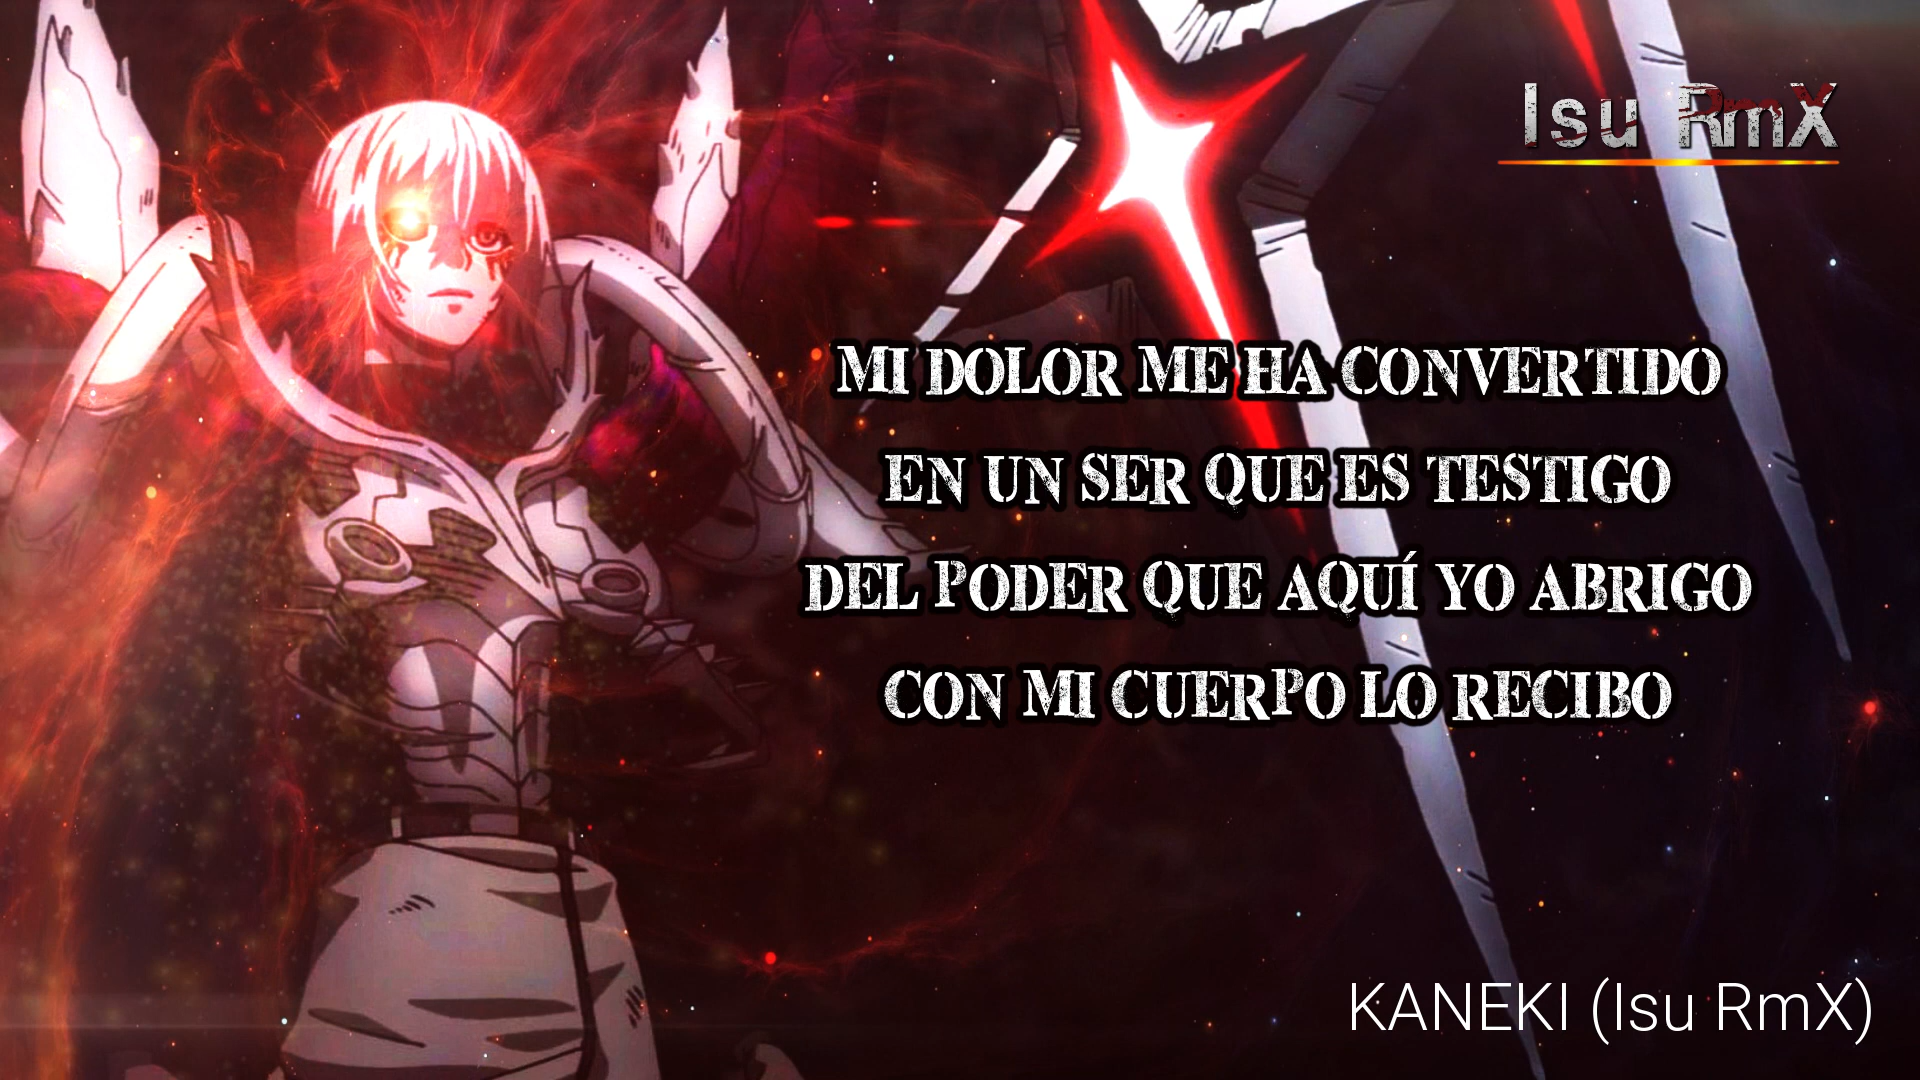 Isu RmX
MI DOLOR ME HA CONVERTIDO
EN UN SER QUE ES TESTIGO
DEL PODER QUE AQUÍ YO ABRIGO
CON MI CUERPO LO RECIBO
KANEKI (Isu RmX)